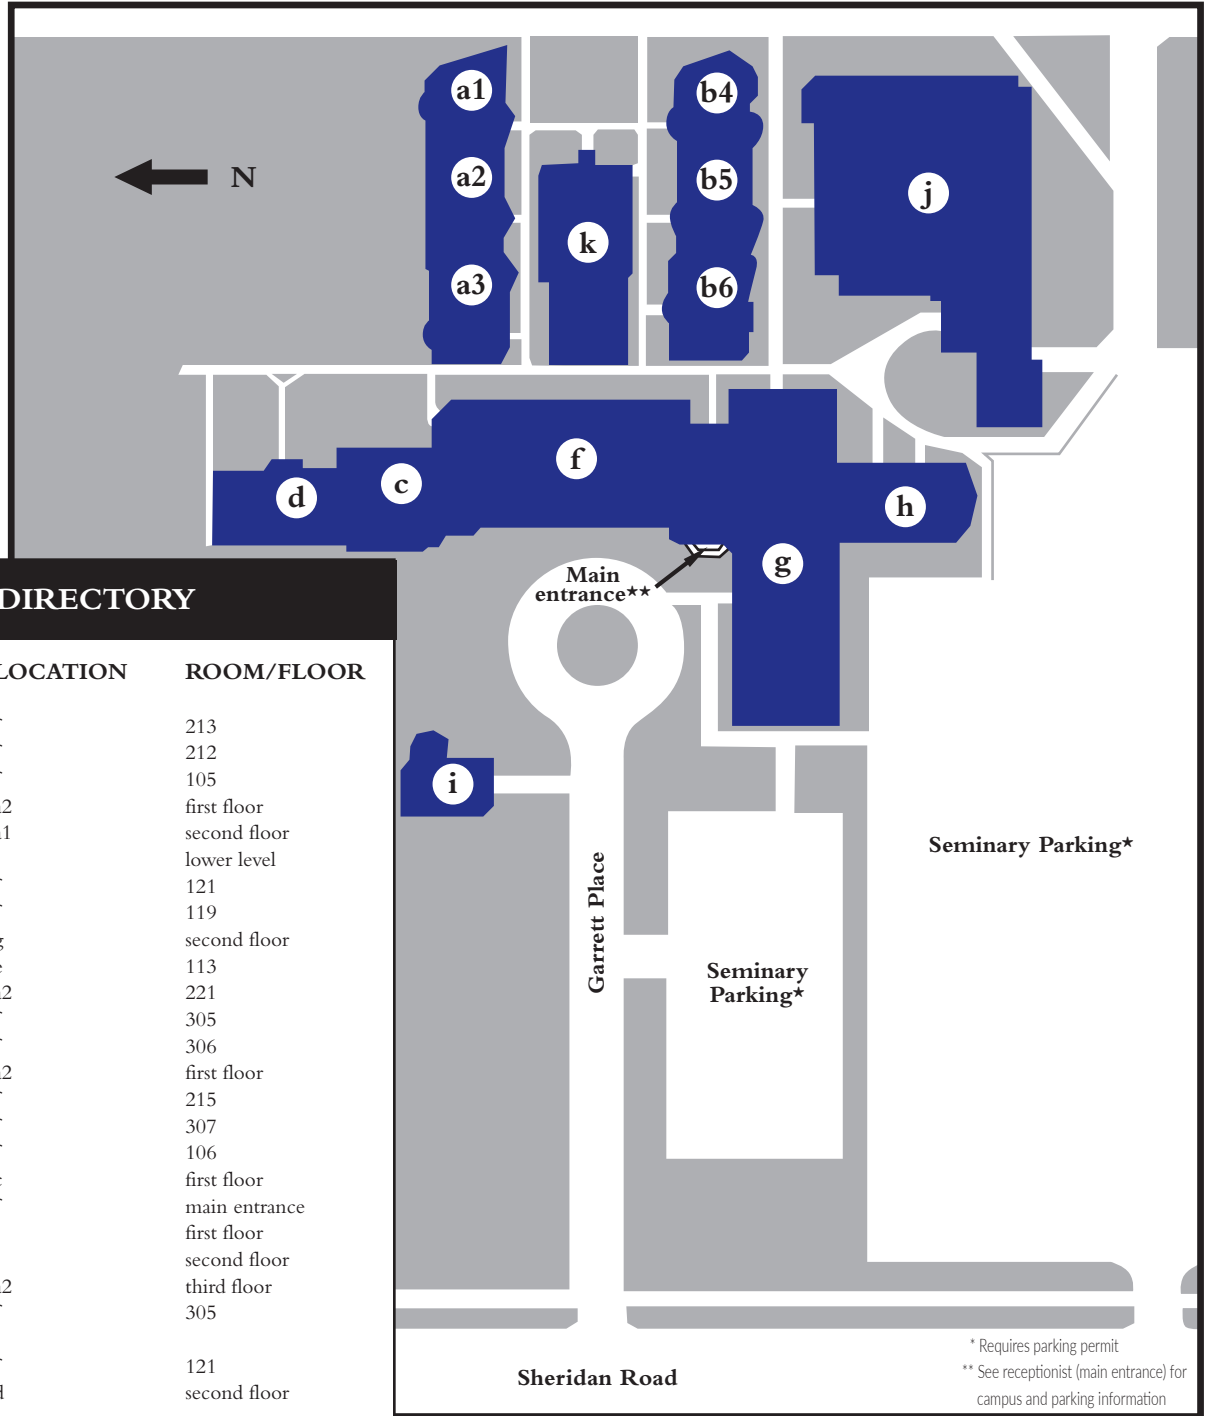 a1
b4
a2
b5
j
N
k
a3
b6
f
d
c
h
g
Main
entrance**
DIRECTORY
LOCATION ROOM/FLOOR
213
212
105
first floor
second floor
lower level
121
119
g second floor
113
221
305
306
first floor
215
307
106
first floor
main entrance
first floor
second floor
third floor
305
121
second floor
i
Garrett Place
Seminary Parking*
Seminary
Parking*
Sheridan Road
* Requires parking permit
** See receptionist (main entrance) for
campus and parking information